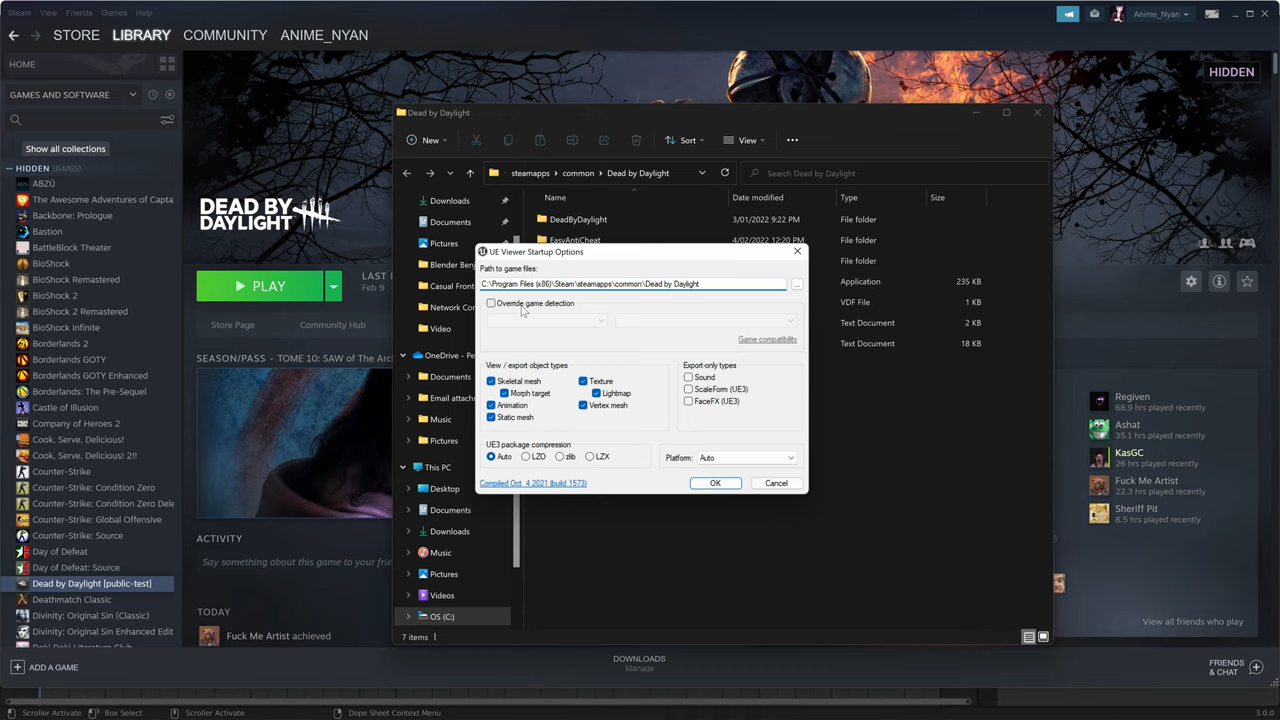 Steam View Friends Games Help
Anime_Nyan
STORE LIBRARY COMMUNITY ANIME_NYAN
HOME
HIDDEN
GAMES AND SOFTWARE
Show all collections
HIDDEN (64/65)
ABZÛ
The Awesome Adventures of Capta
Backbone: Prologue
Bastion
BattleBlock Theater
BioShock
BioShock Remastered
BioShock 2
BioShock 2 Remastered
BioShock Infinite
Borderlands 2
Borderlands GOTY
Borderlands GOTY Enhanced
Borderlands: The Pre-Sequel
Castle of Illusion
Company of Heroes 2
Cook, Serve, Delicious!
Cook, Serve, Delicious! 2!!
Counter-Strike
Counter-Strike: Condition Zero
Counter-Strike: Condition Zero Dele
Counter-Strike: Global Offensive
Counter-Strike: Source
Day of Defeat
Day of Defeat: Source
Dead by Daylight [public-test]
Deathmatch Classic
Divinity: Original Sin (Classic)
Divinity: Original Sin Enhanced Edit
ADD A GAME
DEAD BY
DAYLIGHT
PLAY
LAST
Feb 9
Store Page Community Hub
SEASON/PASS - TOME 10: SAW of The Arc
ACTIVITY
Say something about this game to your frie
TODAY
Fuck Me Artist achieved
Dead by Daylight
New Sort View
steamapps common Dead by Daylight
Search Dead by Daylight
Downloads
Documents
Pictures
Blender Benj
Casual Front
Network Cor
Video
OneDrive - Pe
Documents
Email attachm
Music
Pictures
This PC
Desktop
Documents
Downloads
Music
Pictures
Videos
OS (C:)
Name Date modified Type Size
DeadByDaylight 3/01/2022 9:22 PM File folder
EasyAntiCheat 4/02/2022 12:20 PM File folder
File folder
Application 235 KB
VDF File 1 KB
Text Document 2 KB
Text Document 18 KB
7 items
UE Viewer Startup Options
Path to game files:
C:\Program Files (x86)\Steam\steamapps\common\Dead by Daylight
...
Override game detection
Game compatibility
View / export object types
Skeletal mesh
Morph target
Animation
Static mesh
Texture
Lightmap
Vertex mesh
Export-only types
Sound
ScaleForm (UE3)
FaceFX (UE3)
UE3 package compression
Auto LZO zlib LZX
Platform: Auto
Compiled Oct 4 2021 (build 1573)
OK Cancel
Regiven
68.9 hrs played recently
Ashat
35.1 hrs played recently
KasGC
26 hrs played recently
Fuck Me Artist
22.3 hrs played recently
Sheriff Pit
8.5 hrs played recently
View all friends who play
DOWNLOADS
Manage
FRIENDS
& CHAT
Scroller Activate Box Select Scroller Activate Dope Sheet Context Menu
3.0.0